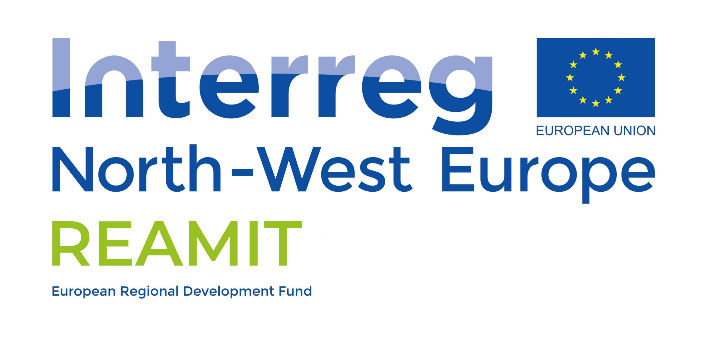 Interreg
EUROPEAN UNION
North-West Europe
REAMIT
European Regional Development Fund